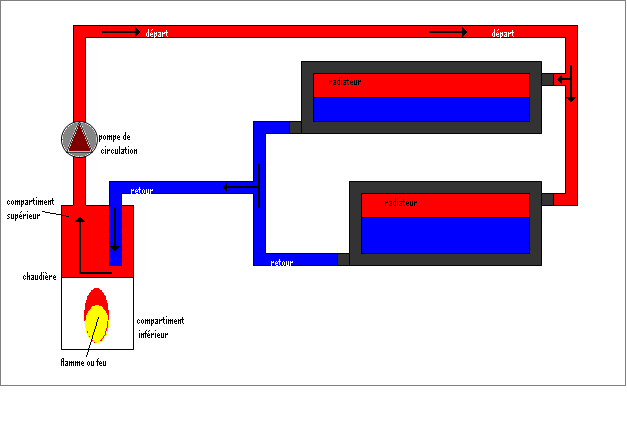 départ
départ
radiateur
pompe de
circulation
retour
compartiment
supérieur
radiateur
retour
chaudière
compartiment
inférieur
flamme ou feu